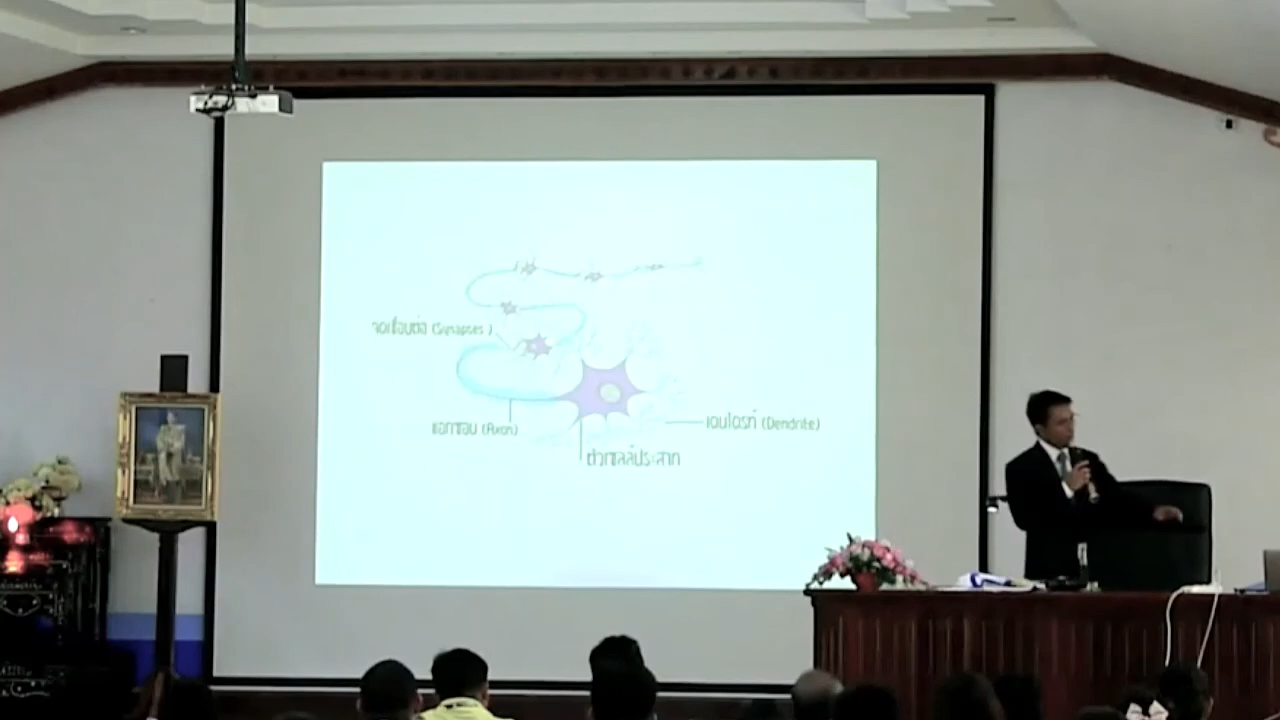 จุดเชื่อมต่อ (Synapses)
แอกซอน (Axon)
เดนไดรท์ (Dendrite)
ตัวเซลล์ประสาท